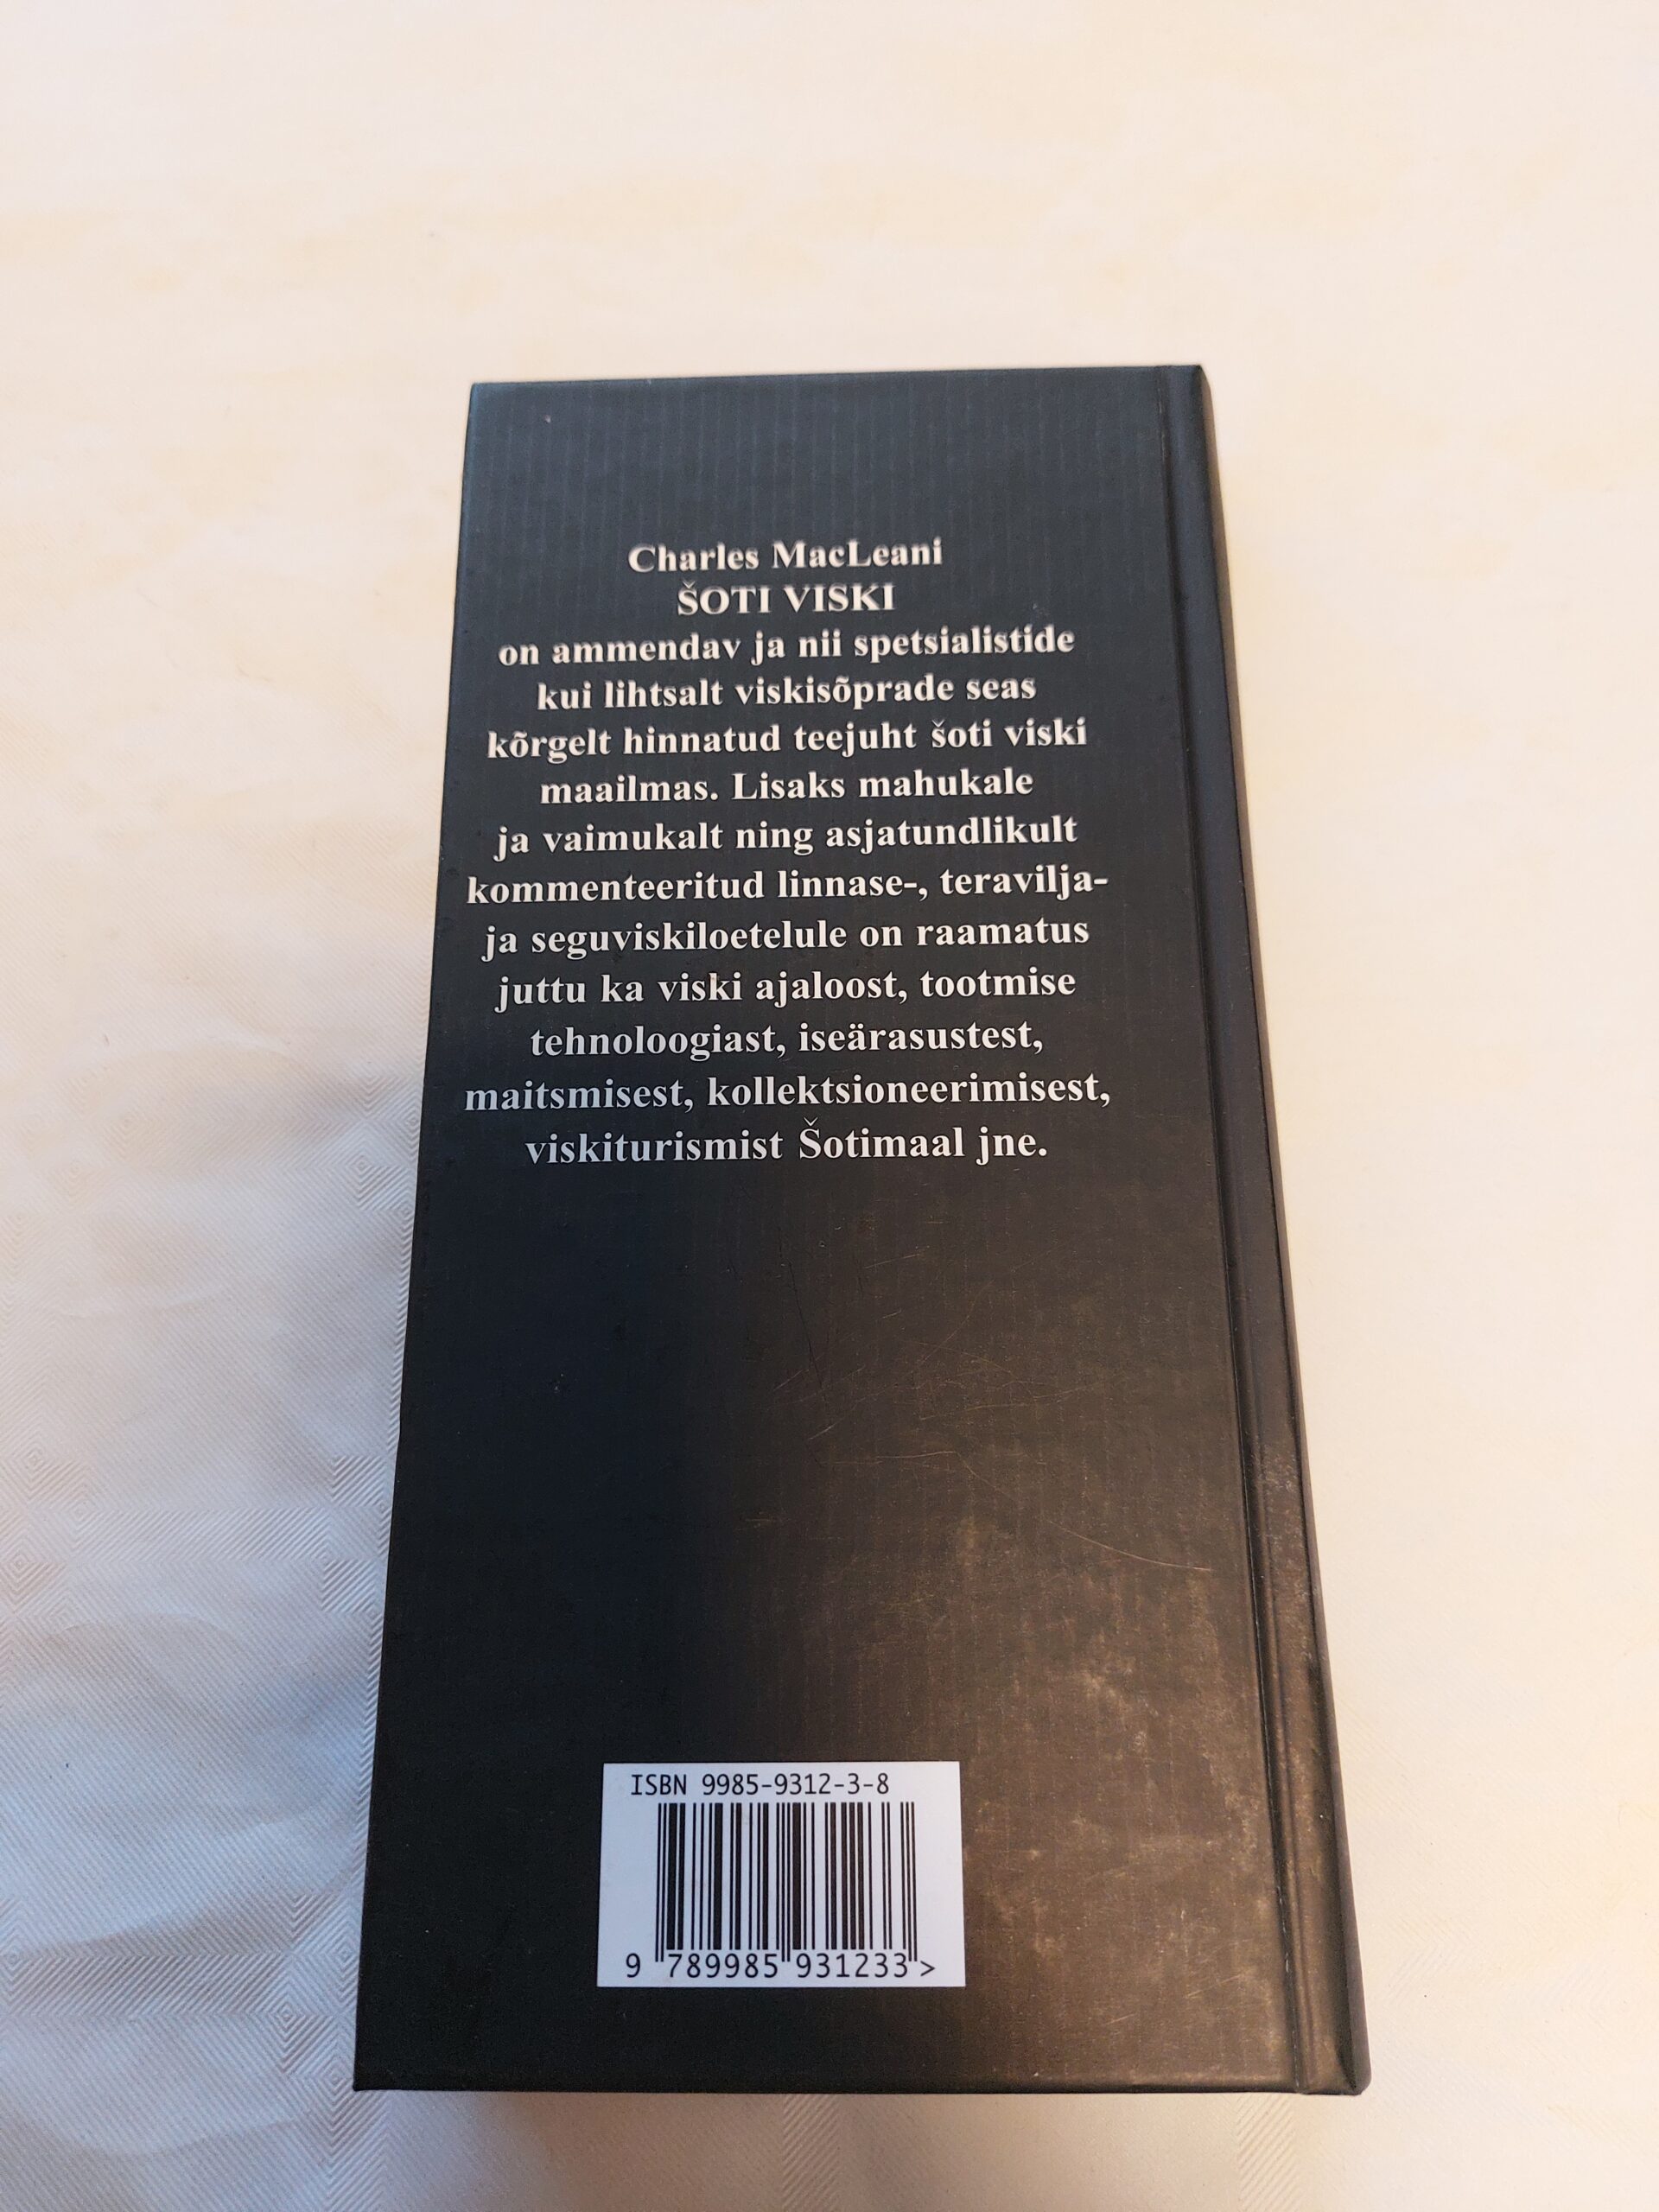 Charles MacLeani
ŠOTI VISKI
on ammendav ja nii spetsialistide
kui lihtsalt viskisõprade seas
kõrgelt hinnatud teejuht šoti viski
maailmas. Lisaks mahukale
ja vaimukalt ning asjatundlikult
kommenteeritud linnase-, teravilja-
ja seguviskiloetelule on raamatus
juttu ka viski ajaloost, tootmise
tehnoloogiast, iseärasustest,
maitsmisest, kollektsioneerimisest,
viskiturismist Šotimaal jne.
ISBN 9985-9312-3-8
9 789985 931233 >